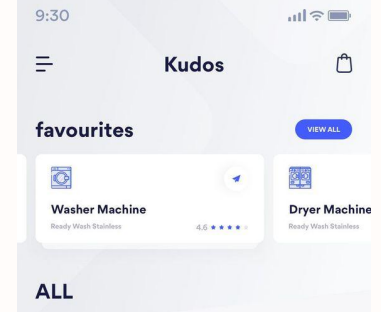 9:30
Kudos
favourites
VIEW ALL
Washer Machine
Ready Wash Stainless
4.6
Dryer Machine
Ready Wash Stainless
ALL